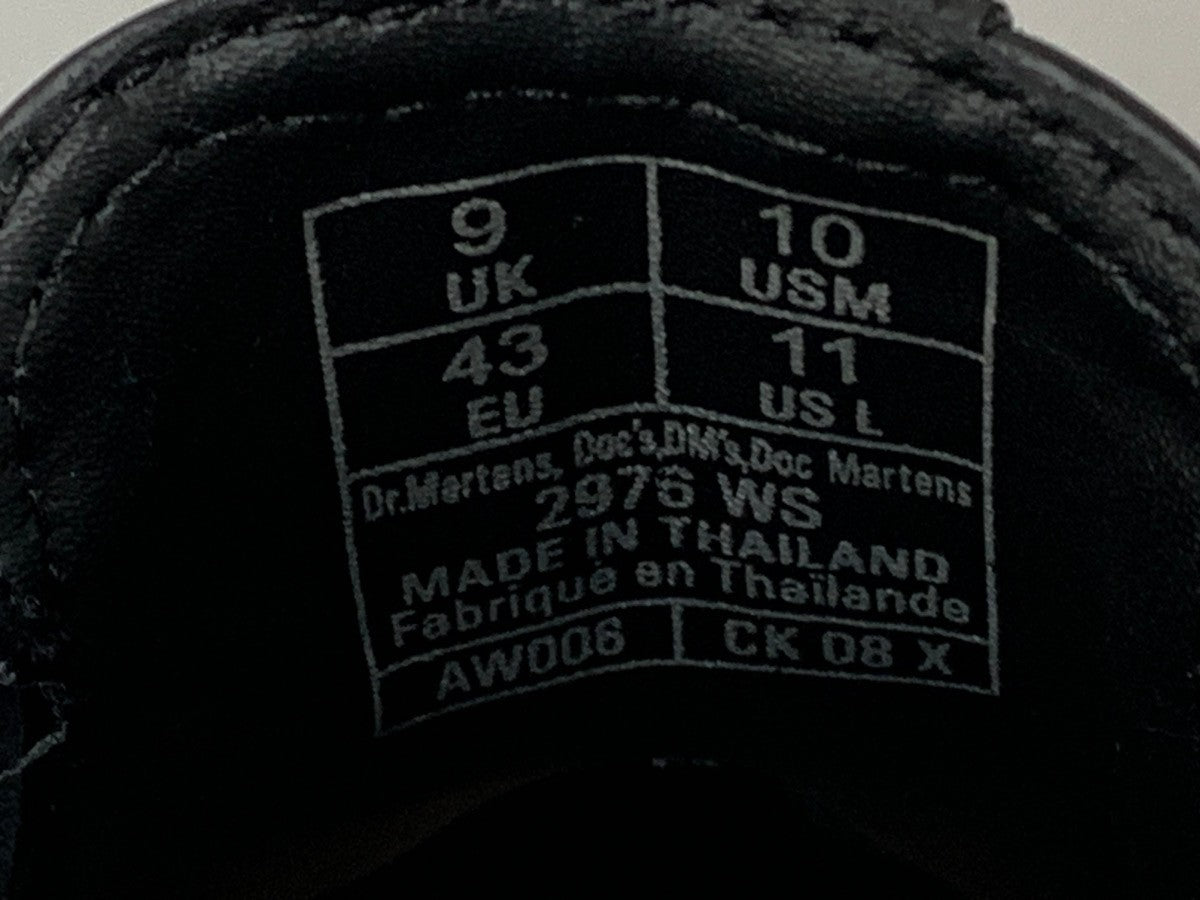 9 UK
10 USM
43 EU
11 US L
Dr.Martens, Doc's,DM's,Doc Martens
2976 WS
MADE IN THAILAND
Fabriqué en Thaïlande
AW006
CK 08 X